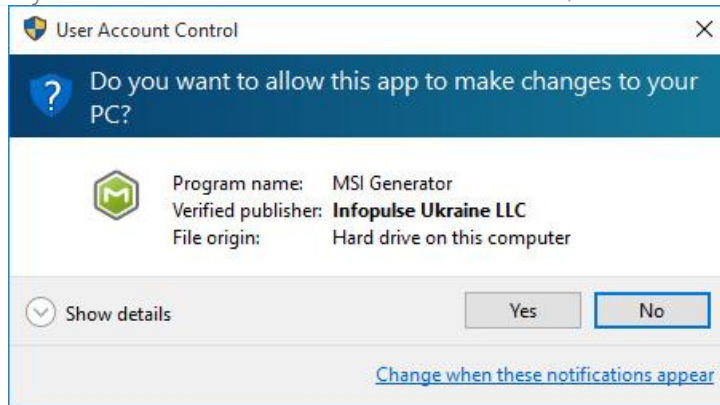 User Account Control
Do you want to allow this app to make changes to your
PC?
Program name: MSI Generator
Verified publisher: Infopulse Ukraine LLC
File origin: Hard drive on this computer
Show details
Yes
No
Change when these notifications appear